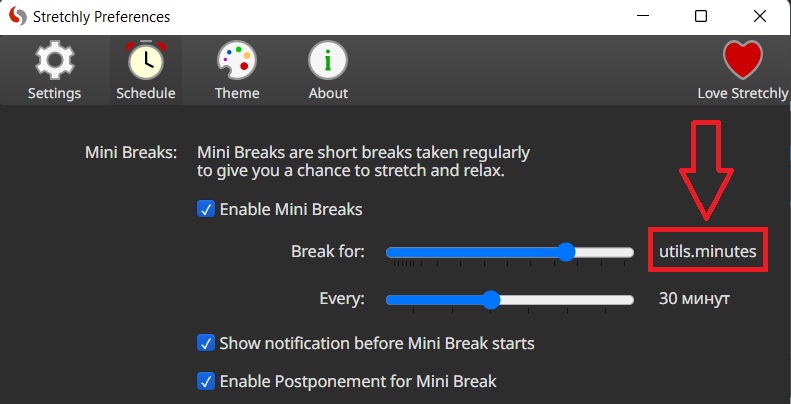 Stretchly Preferences
Settings
Schedule
Theme
About
Love Stretchly
Mini Breaks:
Mini Breaks are short breaks taken regularly
to give you a chance to stretch and relax.
Enable Mini Breaks
Break for:
utils.minutes
Every:
30 минут
Show notification before Mini Break starts
Enable Postponement for Mini Break